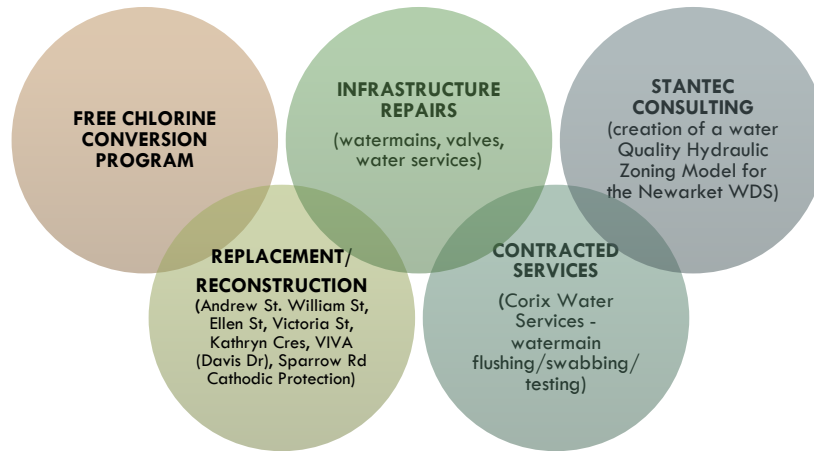 FREE CHLORINE
CONVERSION
PROGRAM
INFRASTRUCTURE
REPAIRS
(watermains, valves,
water services)
STANTEC
CONSULTING
(creation of a water
Quality Hydraulic
Zoning Model for
the Newarket WDS)
REPLACEMENT/
RECONSTRUCTION
(Andrew St. William St,
Ellen St, Victoria St,
Kathryn Cres, VIVA
(Davis Dr), Sparrow Rd
Cathodic Protection)
CONTRACTED
SERVICES
(Corix Water
Services -
watermain
flushing/swabbing/
testing)